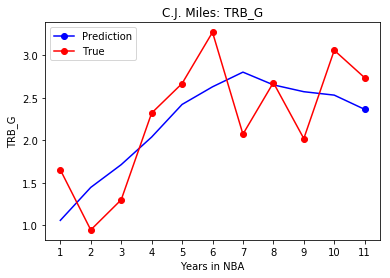 C.J. Miles: TRB_G
Prediction
True
TRB_G
3.0
2.5
2.0
1.5
1.0
1 2 3 4 5 6 7 8 9 10 11
Years in NBA